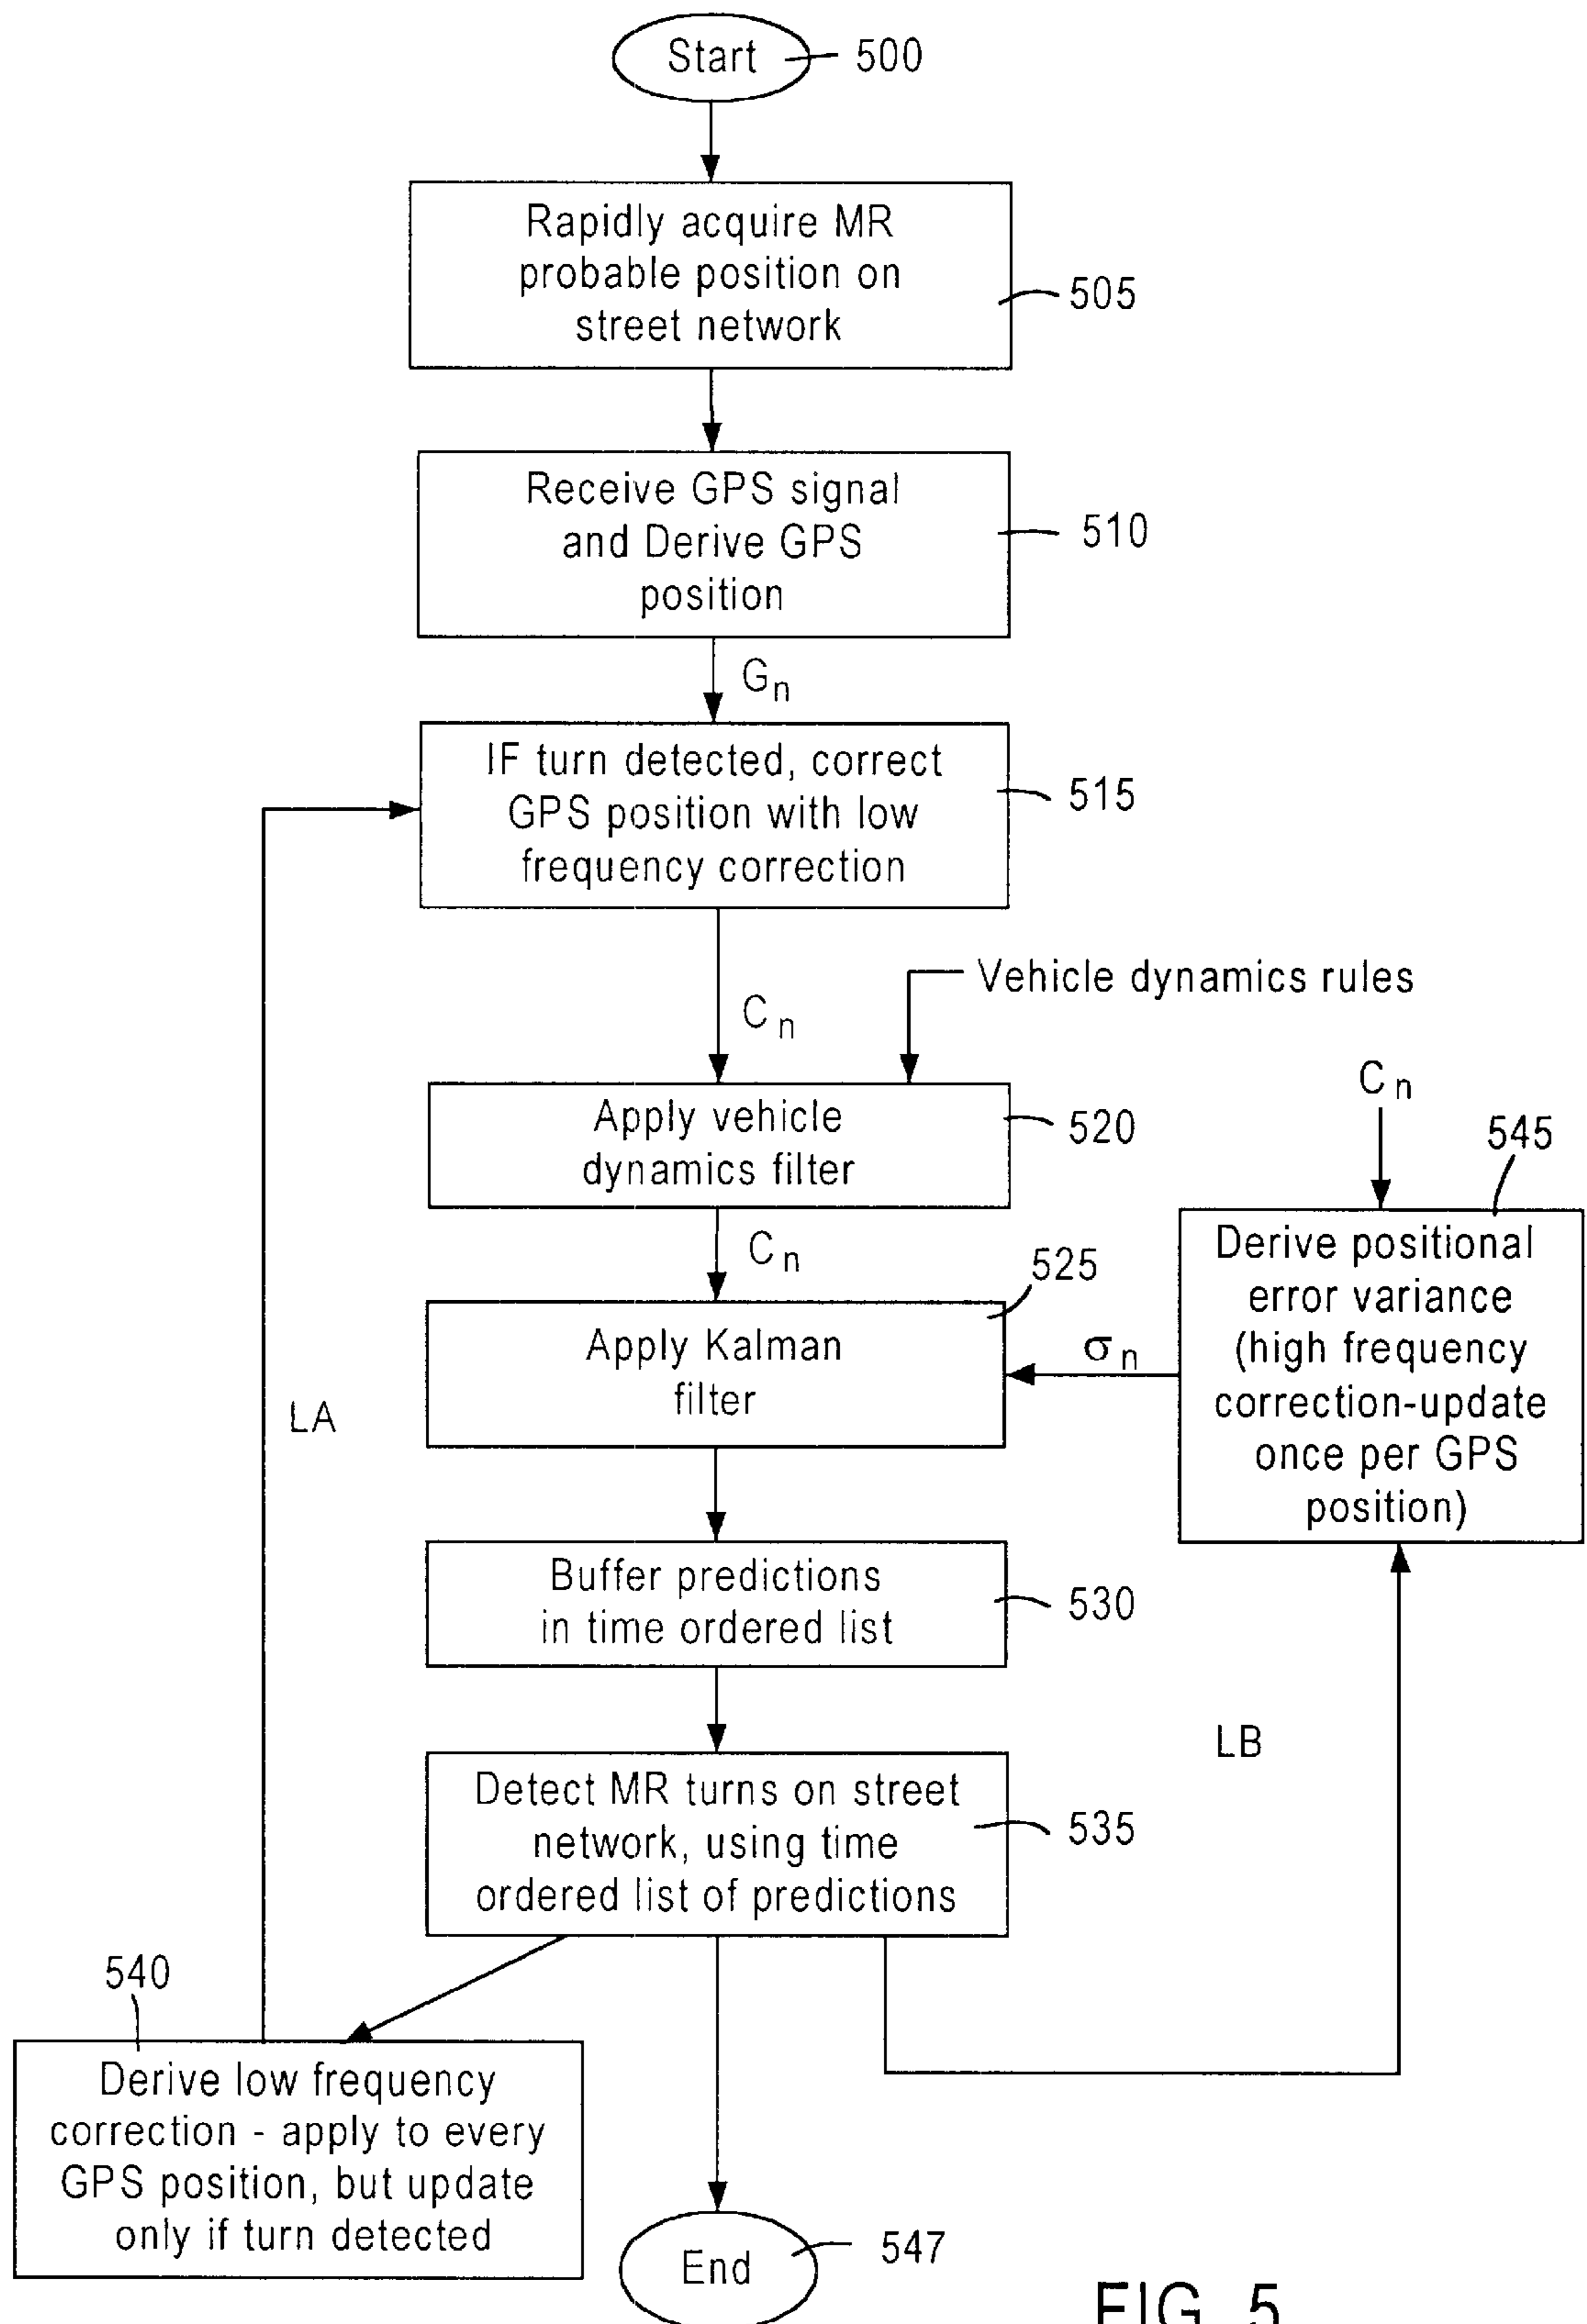 Start
500
Rapidly acquire MR
probable position on
street network
505
Receive GPS signal
and Derive GPS
position
510
Gn
IF turn detected, correct
GPS position with low
frequency correction
515
Vehicle dynamics rules
Cn
Apply vehicle
dynamics filter
520
Cn
545
Derive positional
error variance
(high frequency
correction-update
once per GPS
position)
Cn
525
Apply Kalman
filter
σn
LA
Buffer predictions
in time ordered list
530
LB
Detect MR turns on street
network, using time
ordered list of predictions
535
540
Derive low frequency
correction - apply to every
GPS position, but update
only if turn detected
End
547
FIG. 5